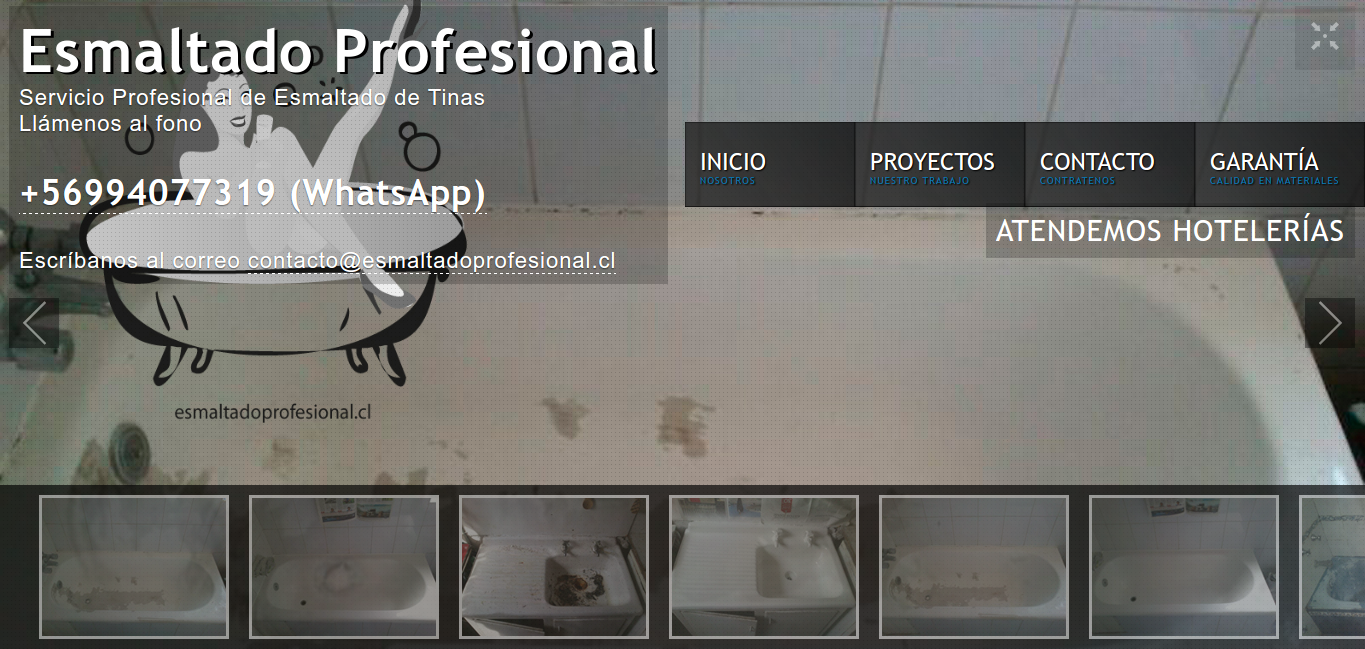 Esmaltado Profesional
Servicio Profesional de Esmaltado de Tinas
Llámenos al fono
+56994077319 (WhatsApp)
Escríbanos al correo contacto@esmaltadoprofesional.cl
INICIO
NOSOTROS
PROYECTOS
NUESTRO TRABAJO
CONTACTO
CONTRATENOS
GARANTÍA
CALIDAD EN MATERIALES
ATENDEMOS HOTELERÍAS
esmaltadoprofesional.cl